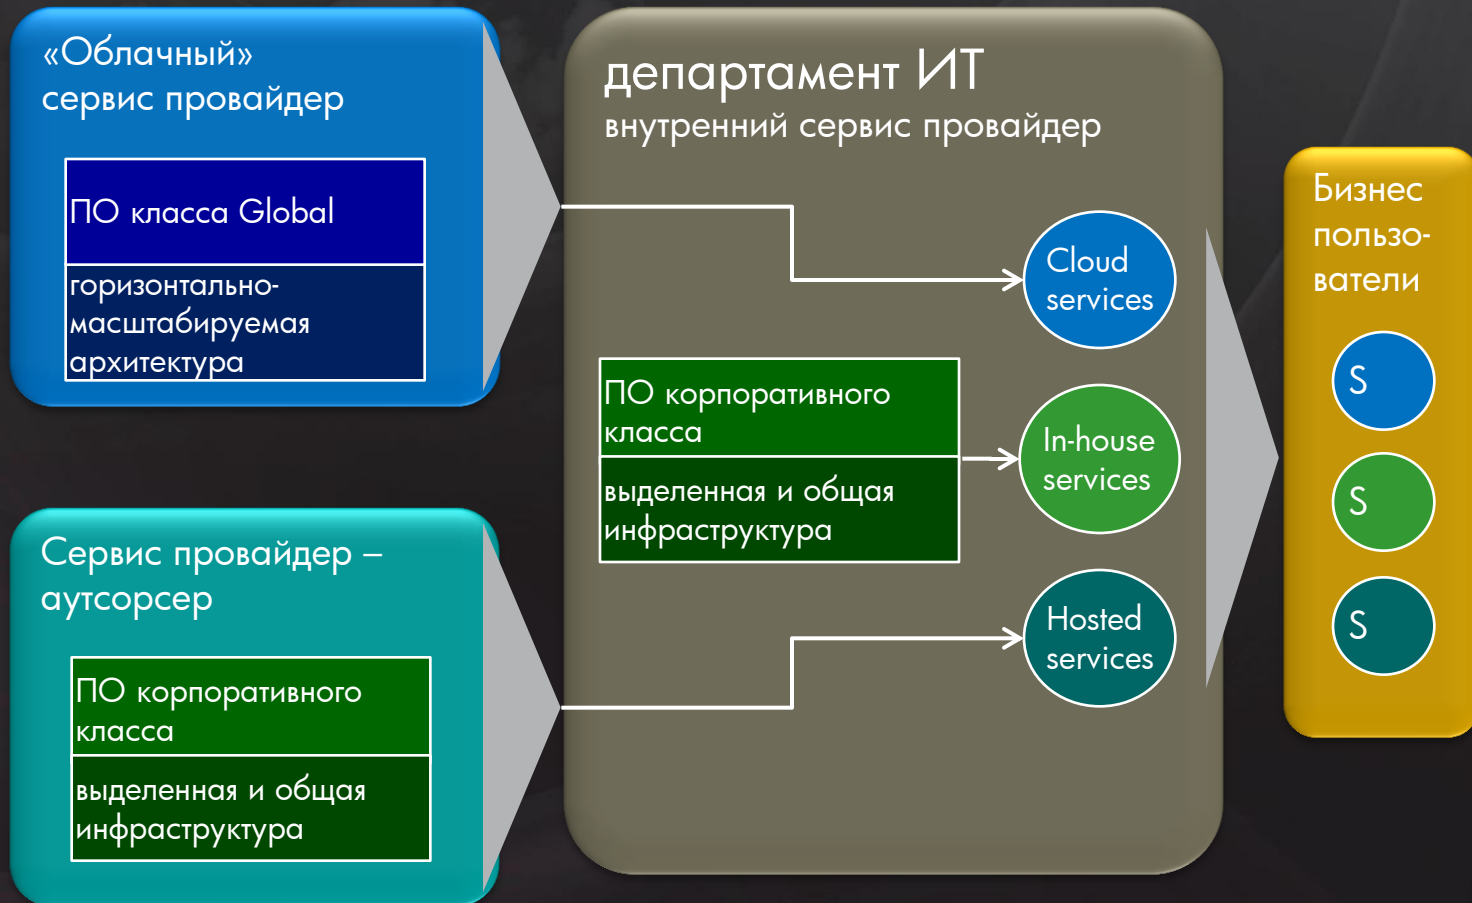 «Облачный»
сервис провайдер
ПО класса Global
горизонтально-
масштабируемая
архитектура
Сервис провайдер –
аутсорсер
ПО корпоративного
класса
выделенная и общая
инфраструктура
департамент ИТ
внутренний сервис провайдер
Cloud
services
ПО корпоративного
класса
выделенная и общая
инфраструктура
In-house
services
Hosted
services
Бизнес
пользо-
ватели
S
S
S